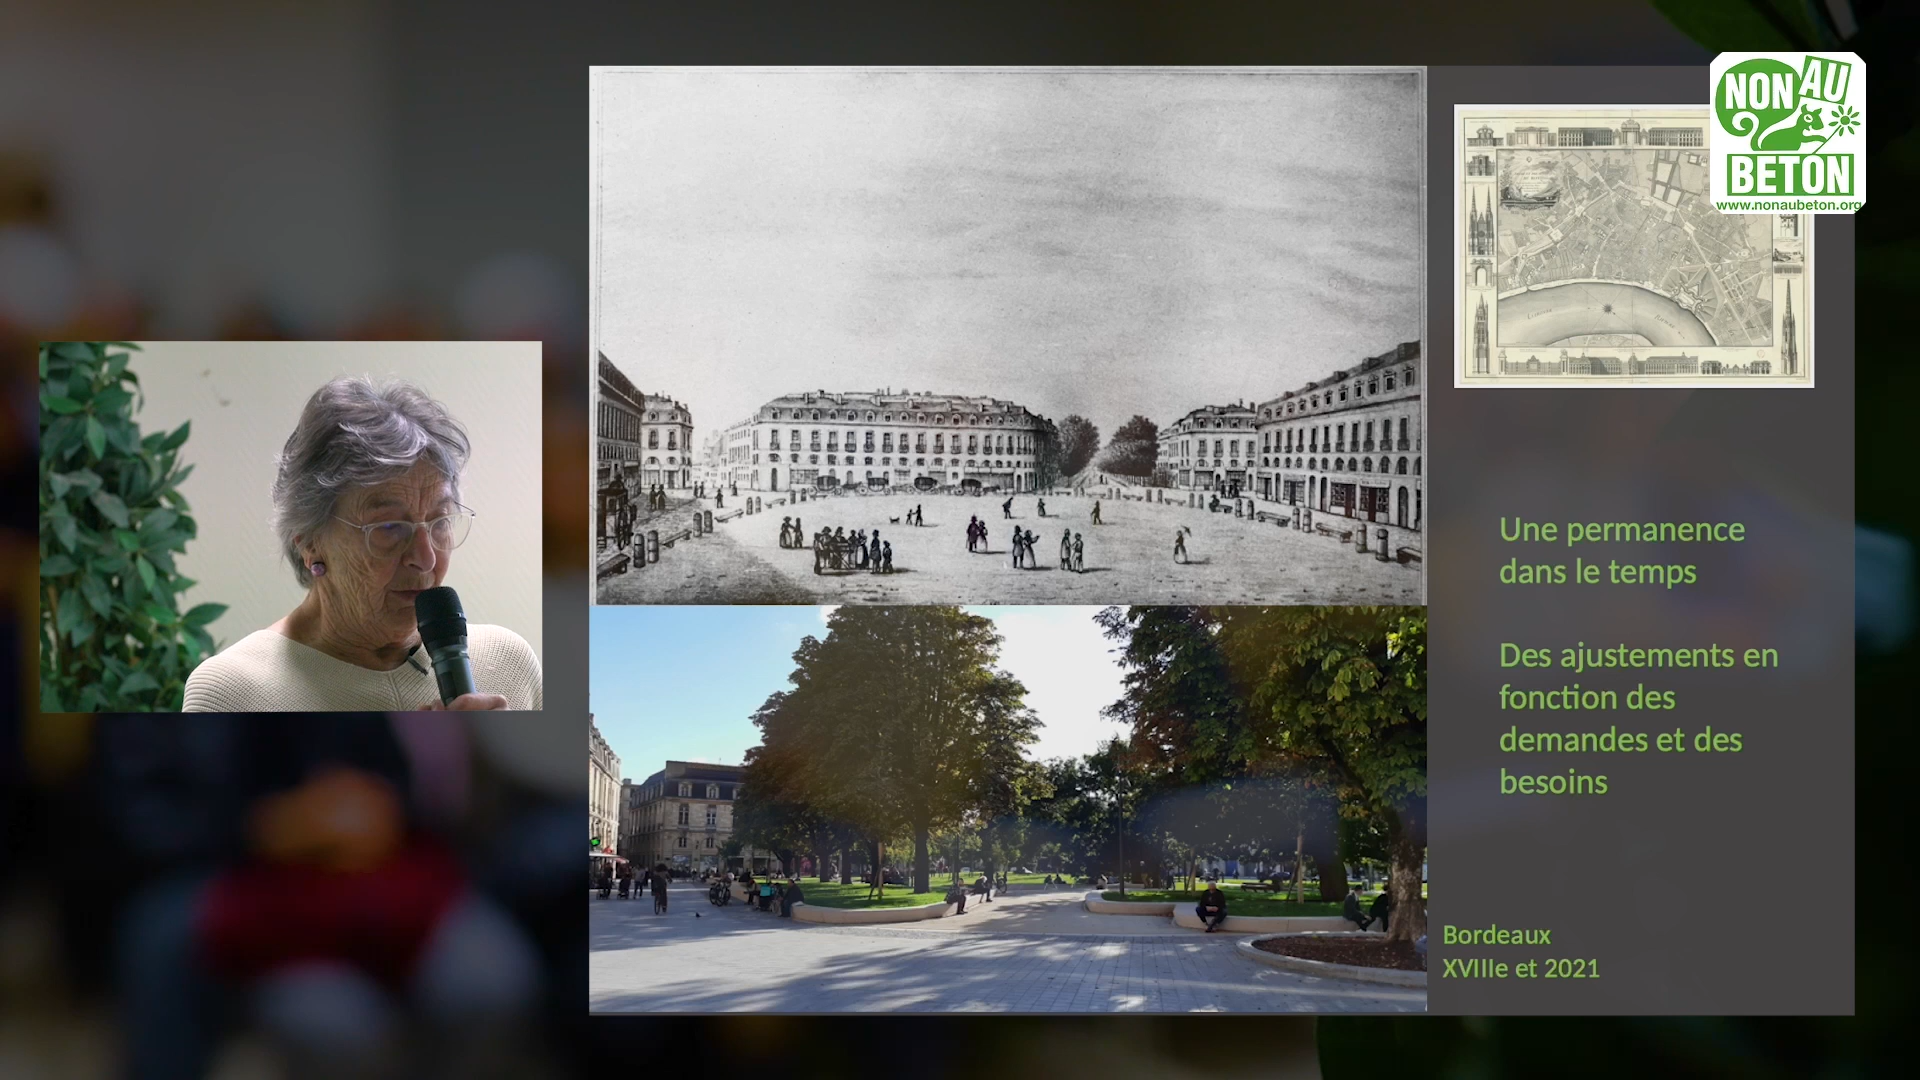 NON AU
BETON
www.nonaubeton.org
Une permanence
dans le temps
Des ajustements en
fonction des
demandes et des
besoins
Bordeaux
XVIIIe et 2021